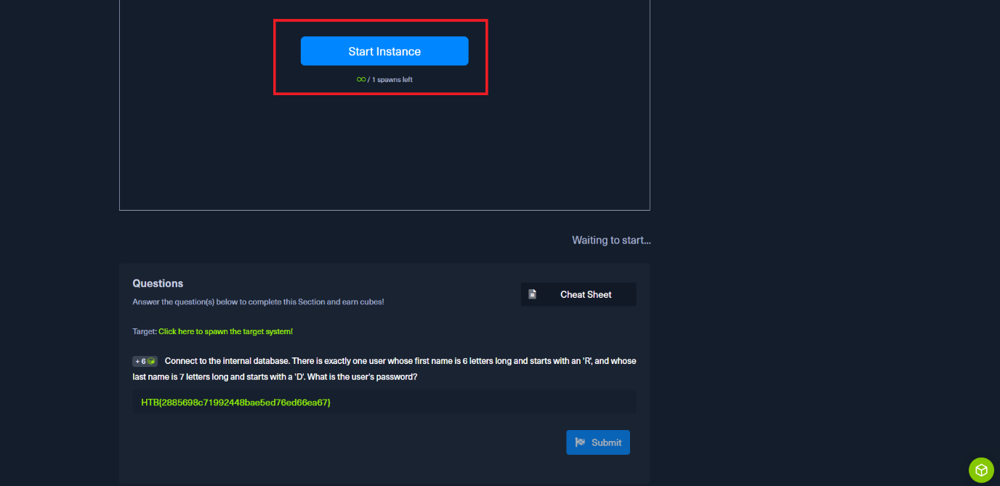 Start Instance
∞ / 1 spawns left
Waiting to start...
Questions
Answer the question(s) below to complete this Section and earn cubes!
Cheat Sheet
Target: Click here to spawn the target system!
+ 6 Connect to the internal database. There is exactly one user whose first name is 6 letters long and starts with an 'R', and whose
last name is 7 letters long and starts with a 'D'. What is the user's password?
HTB{2885698c71992448bae5ed76ed66ea67}
Submit